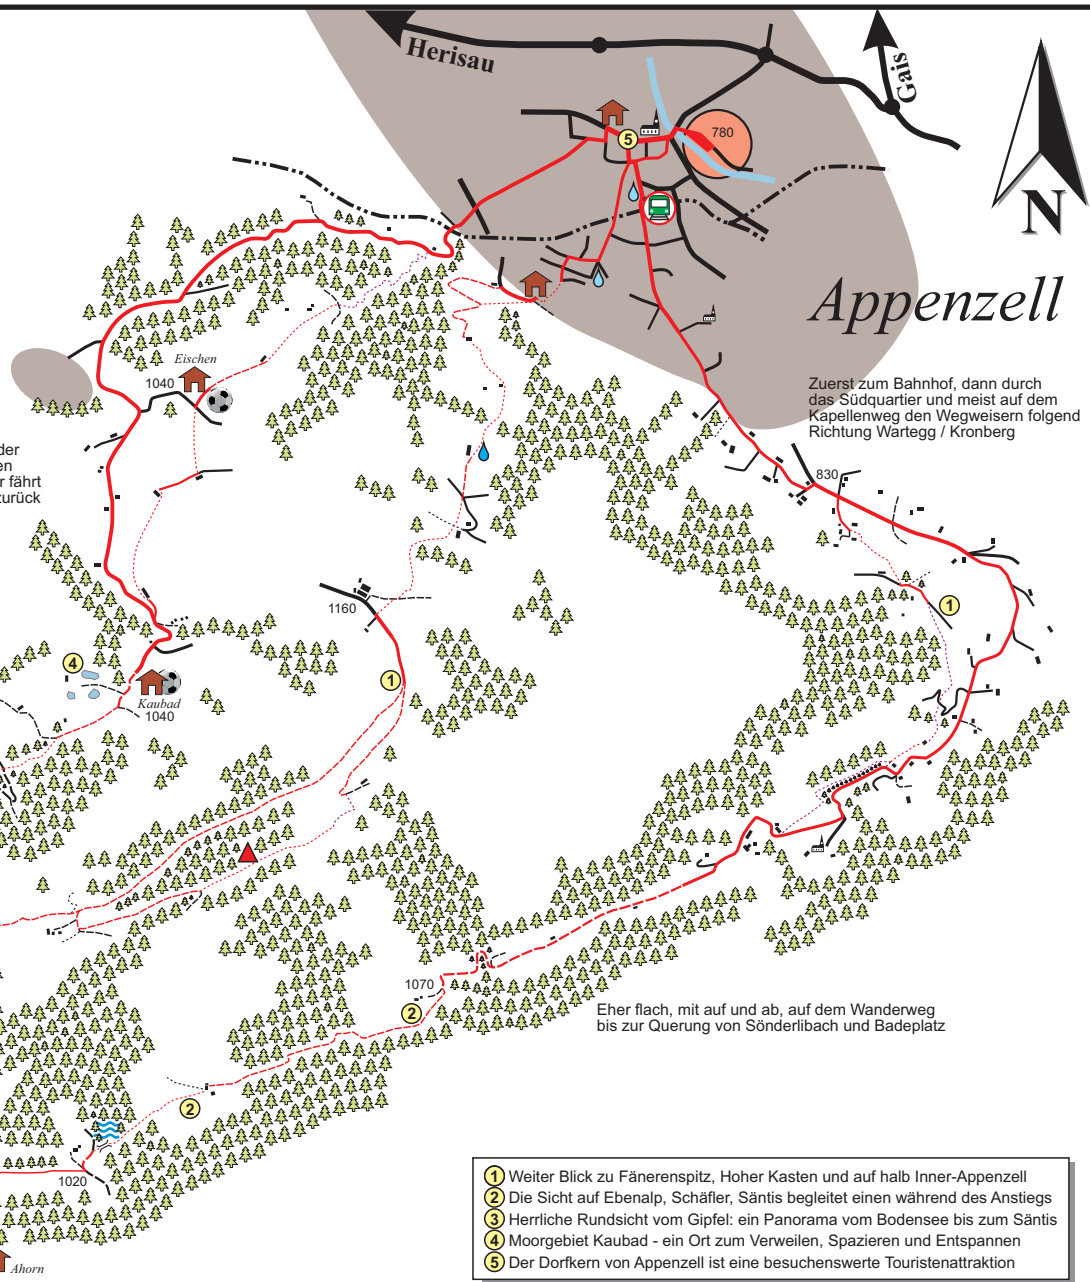 Herisau
Gais
N
780
5
Appenzell
Zuerst zum Bahnhof, dann durch
das Südquartier und meist auf dem
Kapellenweg den Wegweisern folgend
Richtung Wartegg / Kronberg
Eischen
1040
der
en
r fährt
zurück
830
1160
1
1
4
Kaubad
1040
1070
2
Eher flach, mit auf und ab, auf dem Wanderweg
bis zur Querung von Sönderlibach und Badeplatz
2
1020
Ahorn
1 Weiter Blick zu Fänerenspitz, Hoher Kasten und auf halb Inner-Appenzell
2 Die Sicht auf Ebenalp, Schäfler, Säntis begleitet einen während des Anstiegs
3 Herrliche Rundsicht vom Gipfel: ein Panorama vom Bodensee bis zum Säntis
4 Moorgebiet Kaubad - ein Ort zum Verweilen, Spazieren und Entspannen
5 Der Dorfkern von Appenzell ist eine besuchenswerte Touristenattraktion